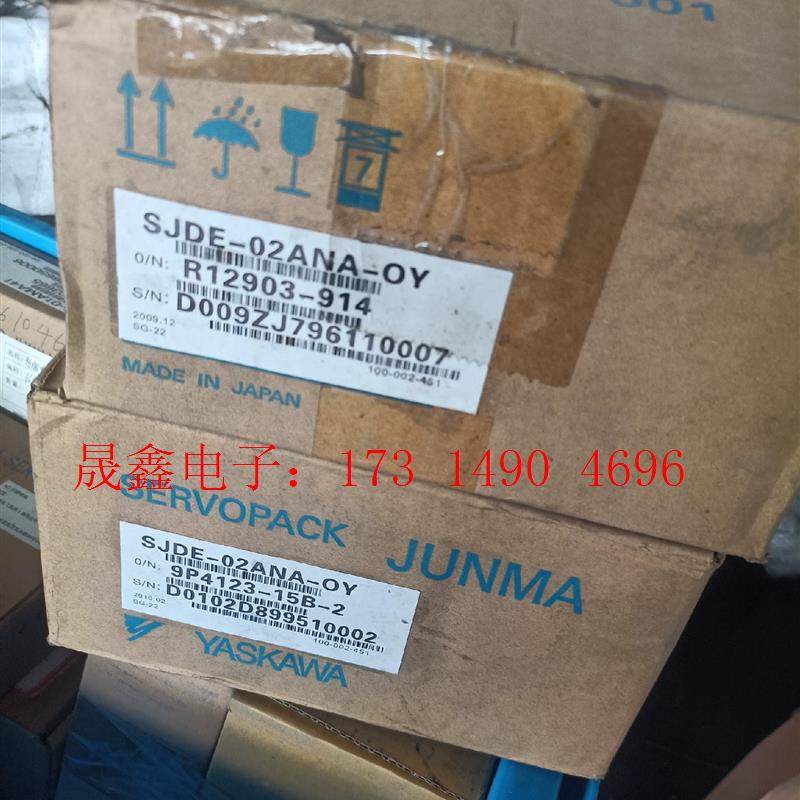 001
7
SJDE-02ANA-OY
O/N: R12903-914
S/N: D009ZJ796110007
2009.12
SG-22
100-002-451
MADE IN JAPAN
晟鑫电子：173 1490 4696
SERVOPACK JUNMA
SJDE-02ANA-OY
O/N: 9P4123-15B-2
S/N: D0102D899510002
2010.02
SG-22
100-002-451
YASKAWA